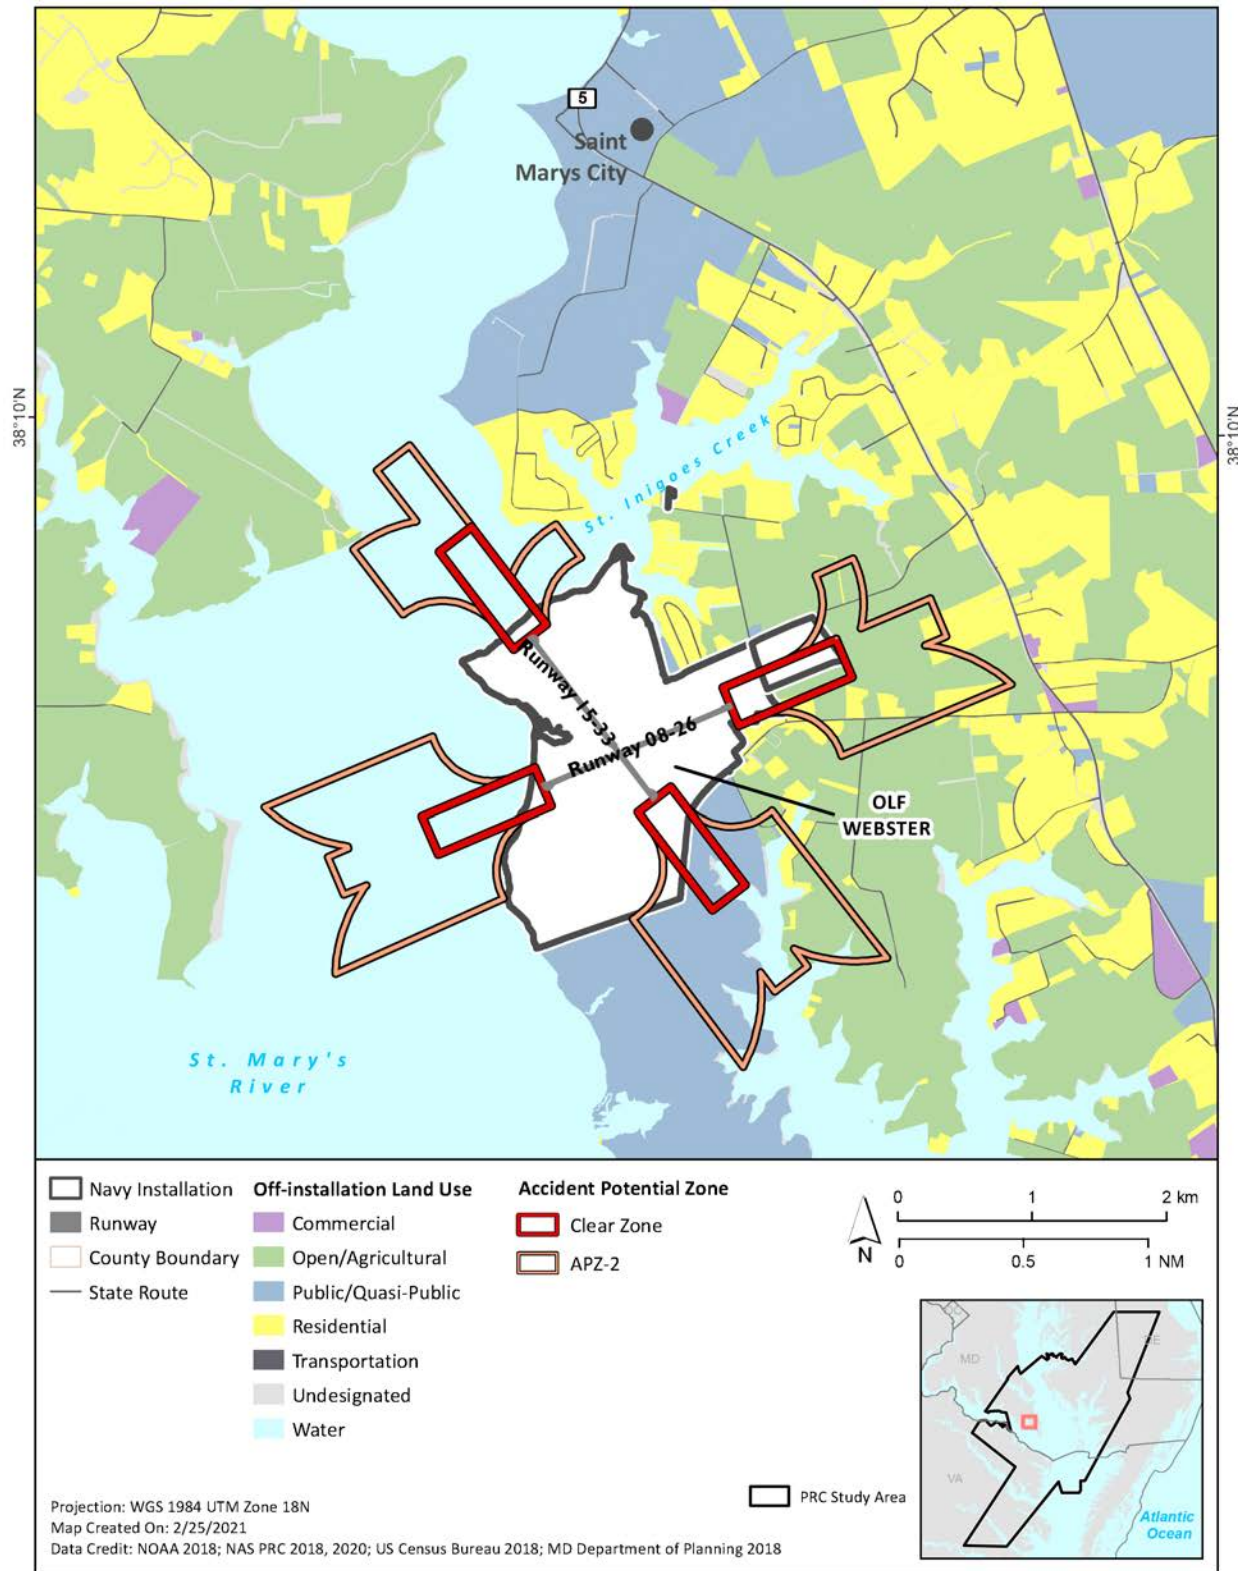 5
Saint
Marys City
38°10'N
38°10'N
St. Inigoes Creek
Runway 15-33
Runway 08-26
OLF
WEBSTER
St. Mary's
River
Navy Installation
Runway
County Boundary
State Route
Off-installation Land Use
Commercial
Open/Agricultural
Public/Quasi-Public
Residential
Transportation
Undesignated
Water
Accident Potential Zone
Clear Zone
APZ-2
N
0 1 2 km
0 0.5 1 NM
DC
MD
DE
VA
Atlantic
Ocean
PRC Study Area
Projection: WGS 1984 UTM Zone 18N
Map Created On: 2/25/2021
Data Credit: NOAA 2018; NAS PRC 2018, 2020; US Census Bureau 2018; MD Department of Planning 2018